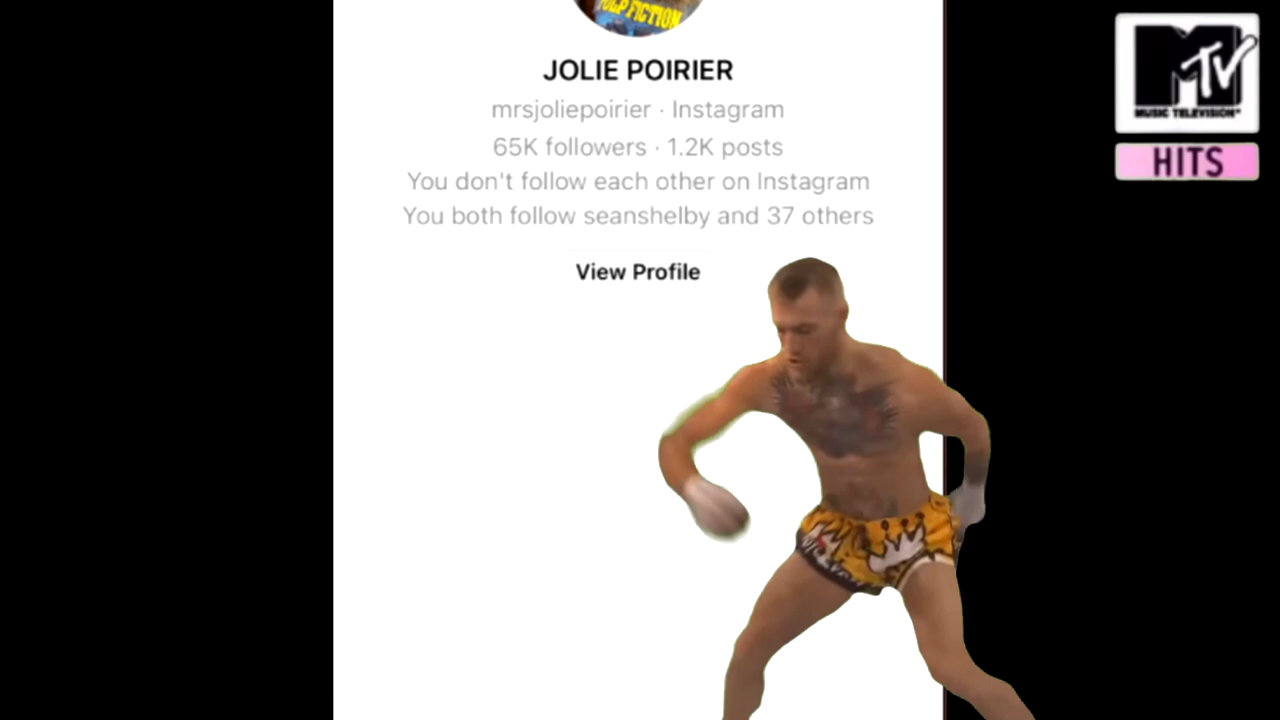 PULP FICTION
JOLIE POIRIER
mrsjoliepoirier · Instagram
65K followers · 1.2K posts
You don't follow each other on Instagram
You both follow seanshelby and 37 others
View Profile
MTV
MUSIC TELEVISION
HITS